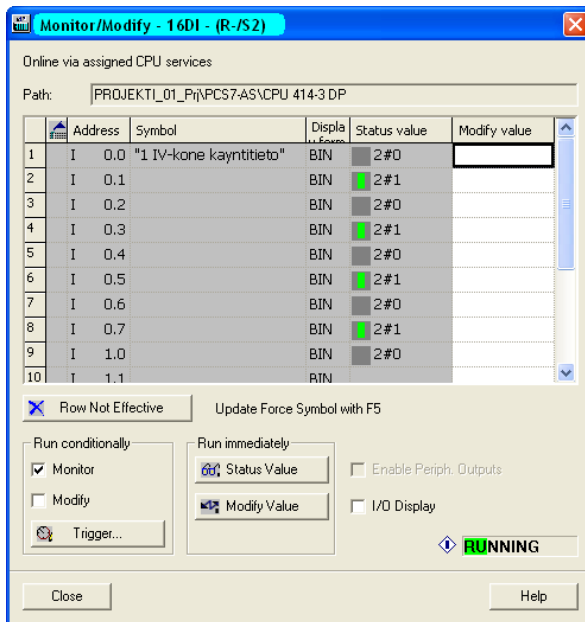 Monitor/Modify - 16DI - (R-/S2)
Online via assigned CPU services
Path: PROJEKTI_01_Prj\PCS7-AS\CPU 414-3 DP
Address Symbol Displa Status value Modify value
1 I 0.0 "1 IV-kone kayntitieto" BIN 2#0
2 I 0.1 BIN 2#1
3 I 0.2 BIN 2#0
4 I 0.3 BIN 2#1
5 I 0.4 BIN 2#0
6 I 0.5 BIN 2#1
7 I 0.6 BIN 2#0
8 I 0.7 BIN 2#1
9 I 1.0 BIN 2#0
10 I 1.1 BIN
Row Not Effective Update Force Symbol with F5
Run conditionally Run immediately
Monitor Status Value Enable Periph. Outputs
Modify Modify Value I/O Display
Trigger...
RUNNING
Close Help